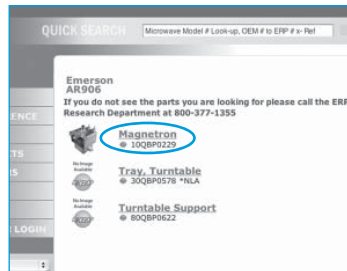 QUICK SEARCH
Microwave Model # Look-up, OEM # to ERP # x- Ref
Emerson
AR906
If you do not see the parts you are looking for please call the ERP
Research Department at 800-377-1355
ENCE
TS
S
LOGIN
Magnetron
10QBP0229
No Image
Available
Tray, Turntable
30QBP0578 *NLA
No Image
Available
Turntable Support
80QBP0622